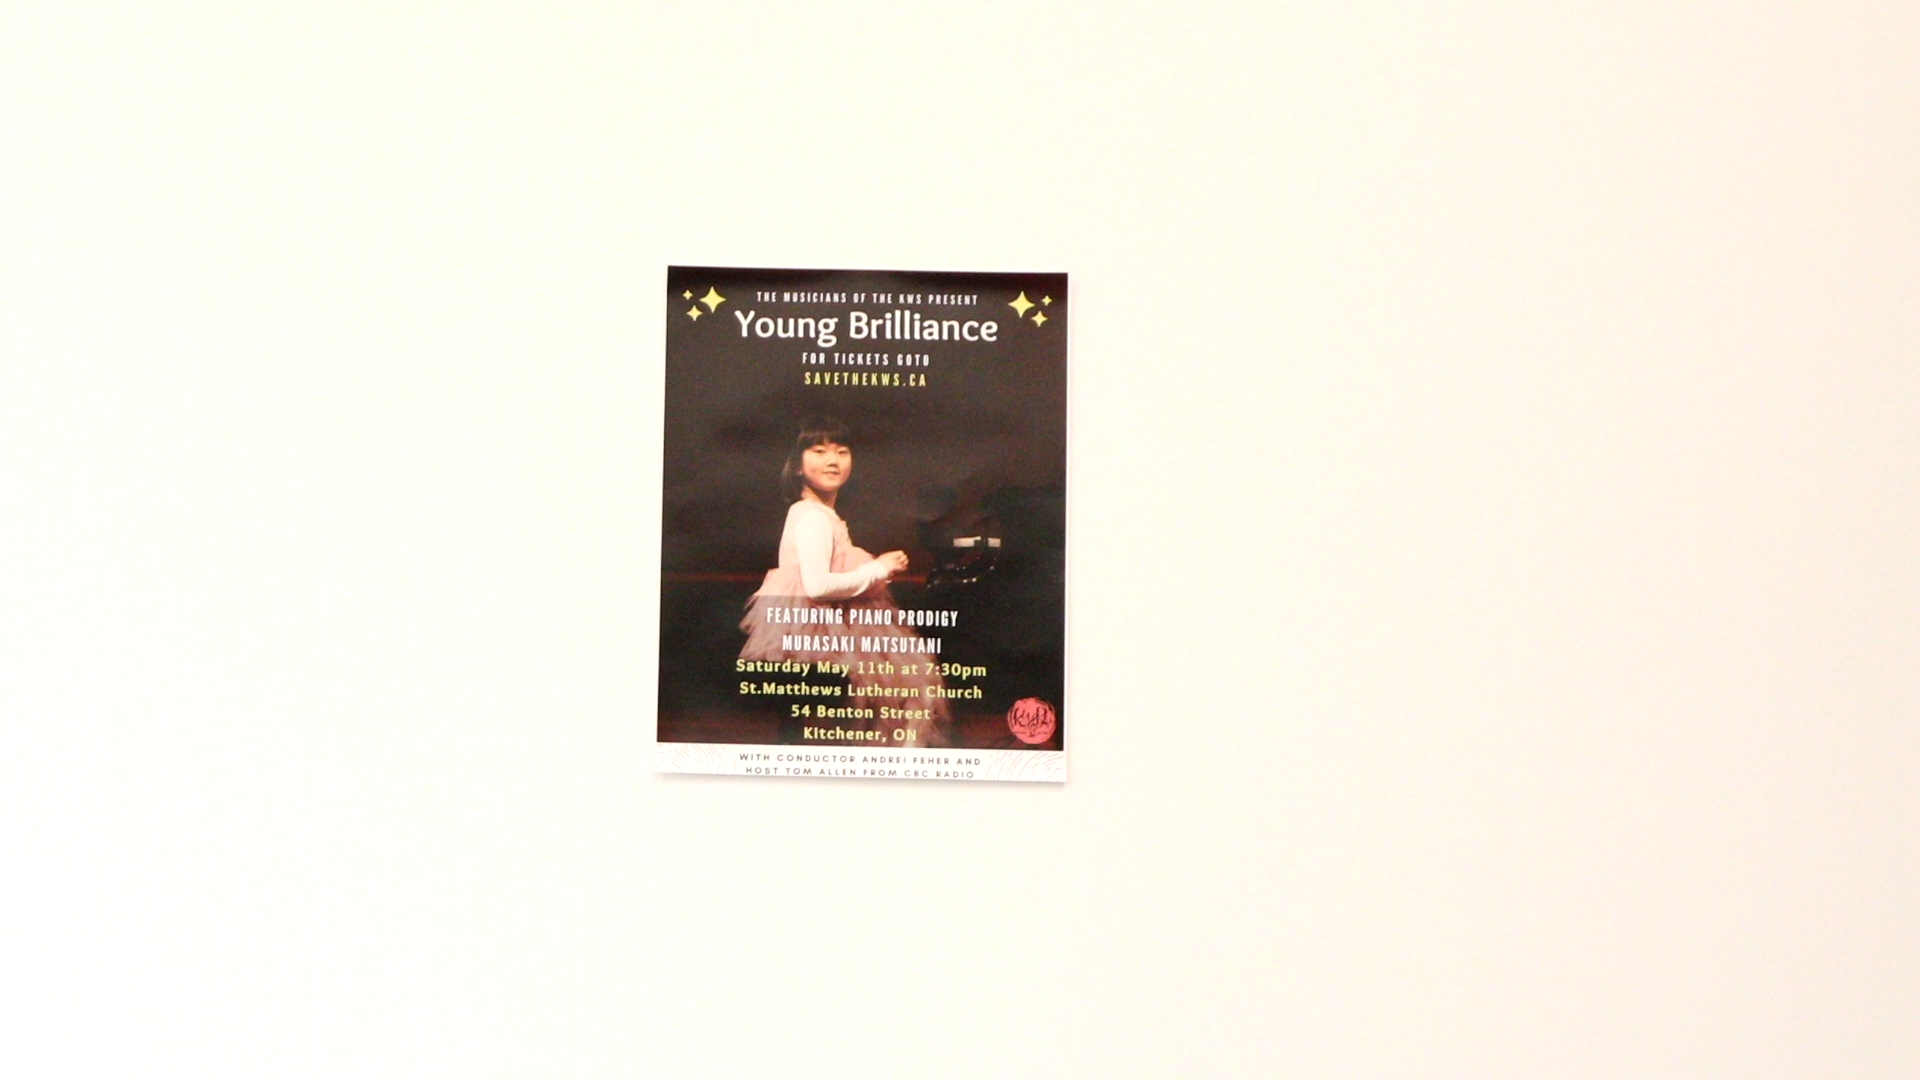 THE MUSICIANS OF THE KWS PRESENT
Young Brilliance
FOR TICKETS GOTO
SAVETHEKWS.CA
FEATURING PIANO PRODIGY
MURASAKI MATSUTANI
Saturday May 11th at 7:30pm
St.Matthews Lutheran Church
54 Benton Street
Kitchener, ON
WITH CONDUCTOR ANDREI FEHER AND
HOST TOM ALLEN FROM CBC RADIO